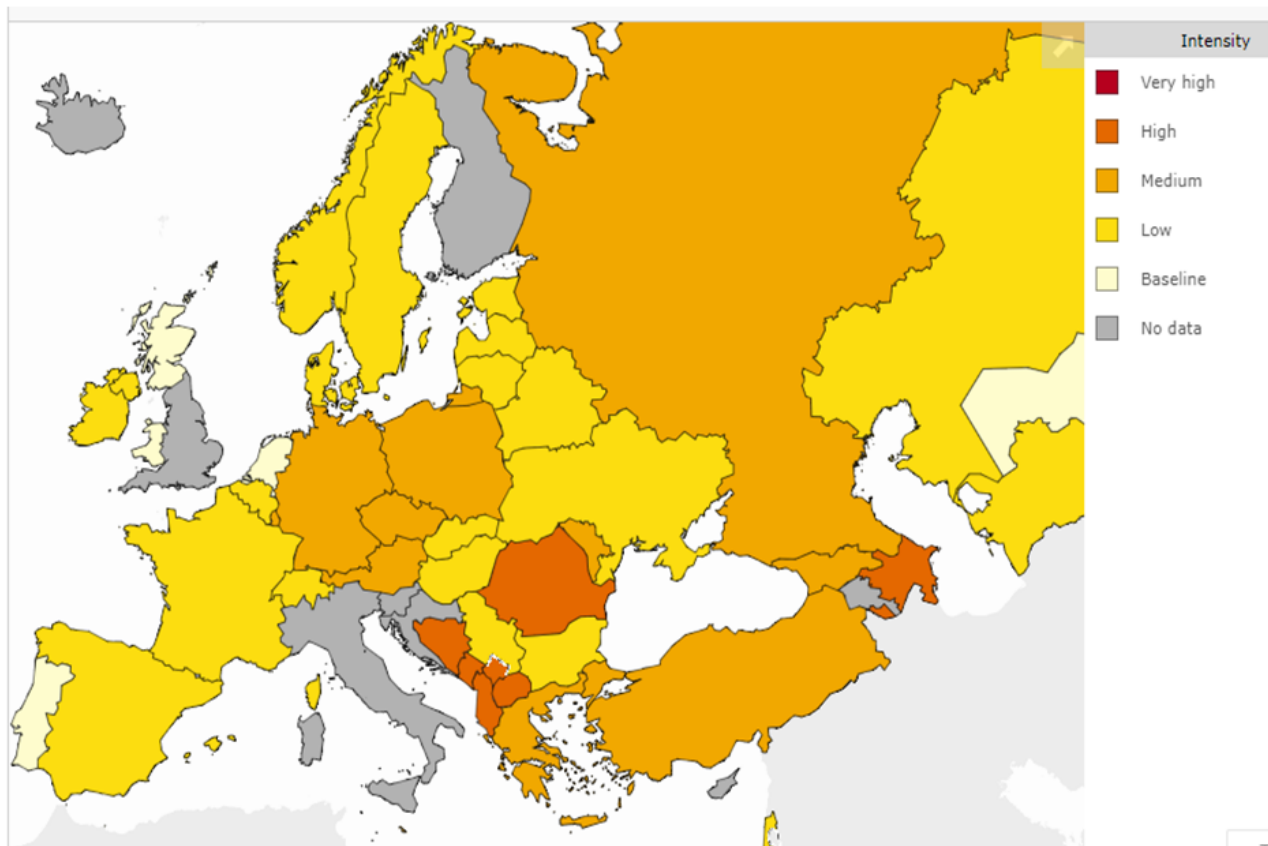 Intensity
Very high
High
Medium
Low
Baseline
No data